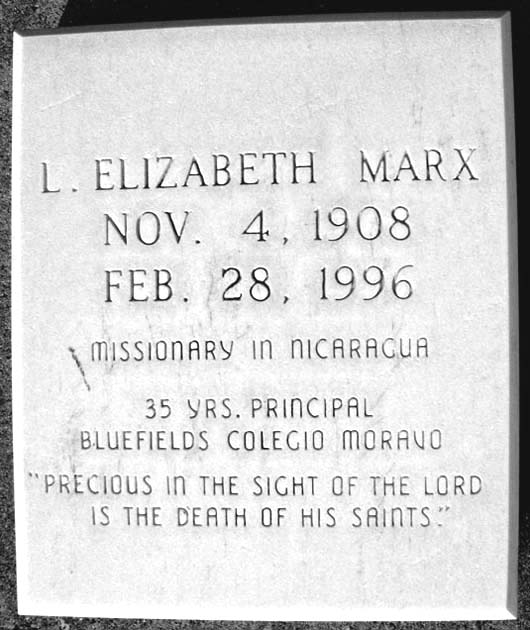 L. ELIZABETH MARX
NOV. 4, 1908
FEB. 28, 1996
MISSIONARY IN NICARAGUA
35 YRS. PRINCIPAL
BLUEFIELDS COLEGIO MORAVO
"PRECIOUS IN THE SIGHT OF THE LORD
IS THE DEATH OF HIS SAINTS."